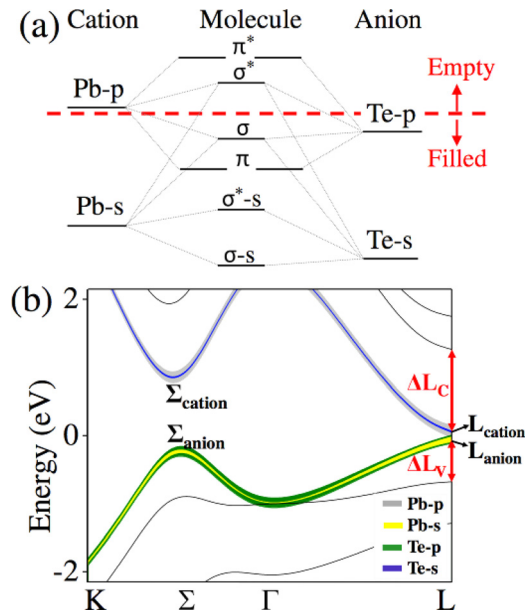 (a) Cation Molecule Anion
π*
σ*
Pb-p
Empty
Te-p
σ
Filled
π
Pb-s
σ*-s
Te-s
σ-s
(b)
2
0
-2
Energy (eV)
Σcation
Σanion
ΔLC
Lcation
Lanion
ΔLV
Pb-p
Pb-s
Te-p
Te-s
K Σ Γ L